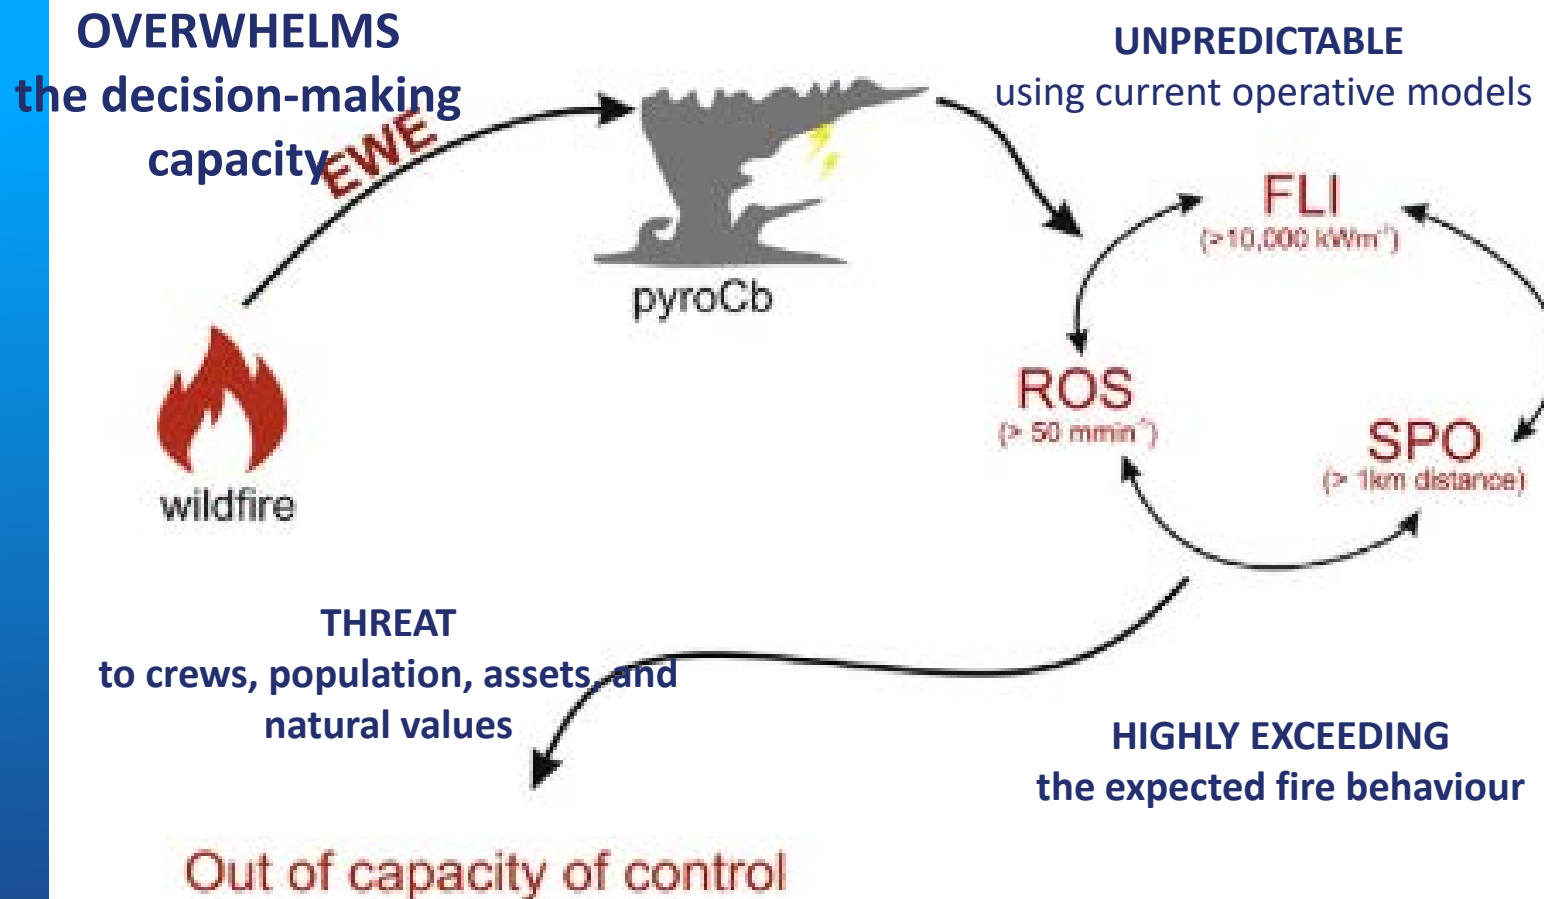 OVERWHELMS
the decision-making
capacity
EWE
UNPREDICTABLE
using current operative models
pyroCb
FLI
(>10,000 kWm⁻¹)
ROS
(> 50 mmin⁻¹)
SPO
(> 1km distance)
wildfire
THREAT
to crews, population, assets, and
natural values
HIGHLY EXCEEDING
the expected fire behaviour
Out of capacity of control